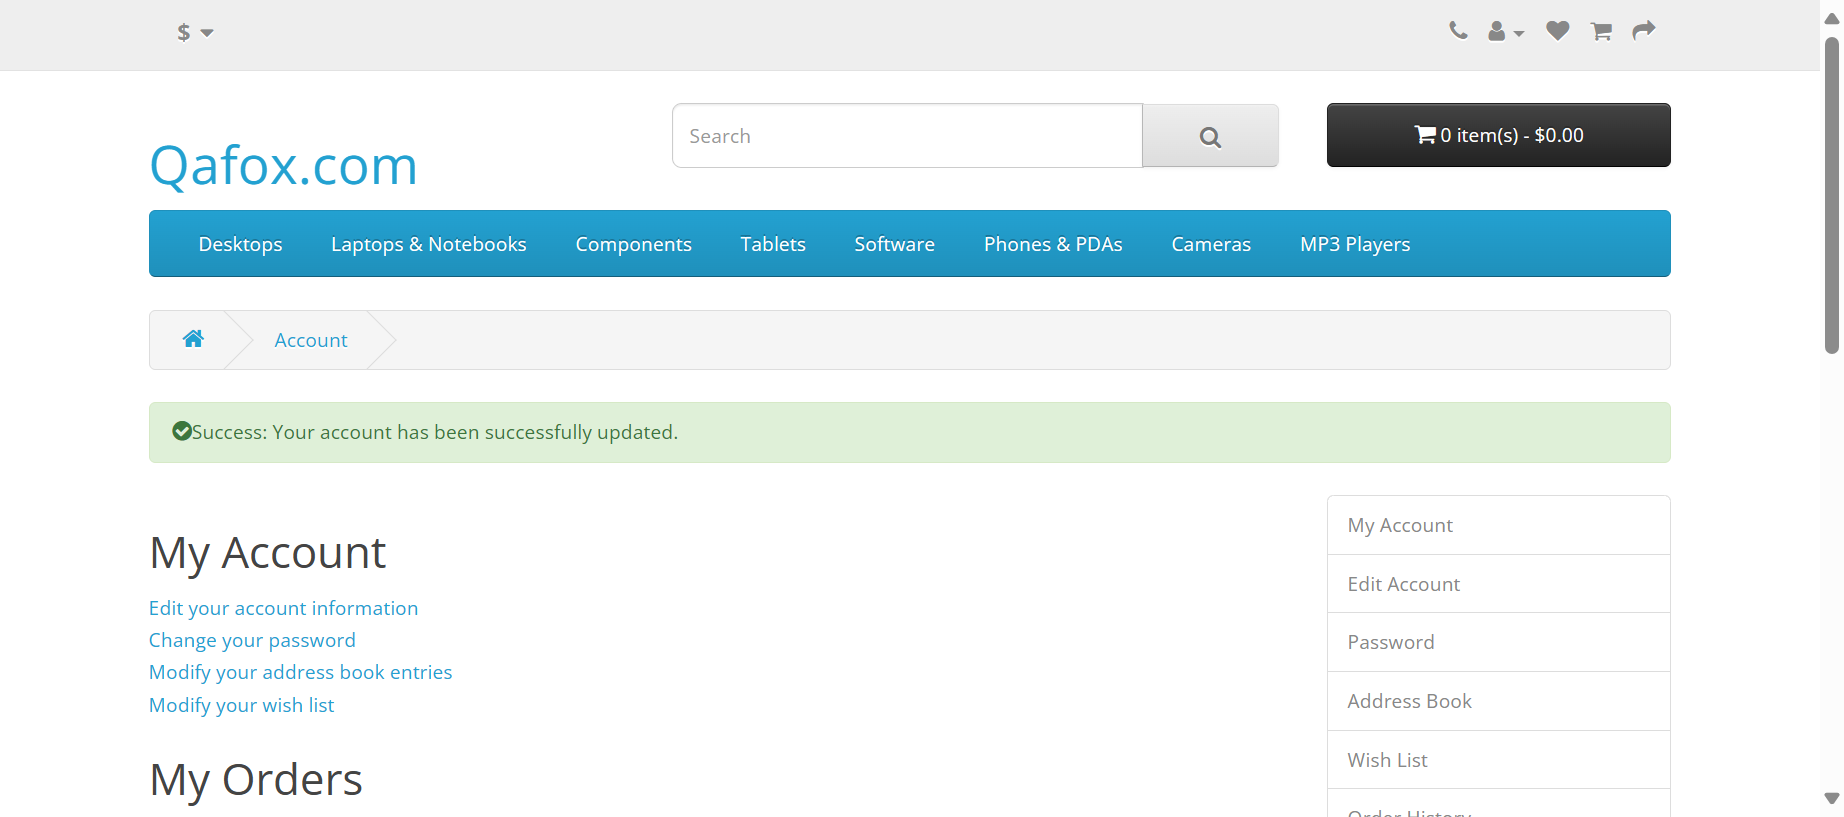 $
Search
0 item(s) - $0.00
Qafox.com
Desktops Laptops & Notebooks Components Tablets Software Phones & PDAs Cameras MP3 Players
Account
Success: Your account has been successfully updated.
My Account
Edit your account information
Change your password
Modify your address book entries
Modify your wish list
My Orders
My Account
Edit Account
Password
Address Book
Wish List
Order History